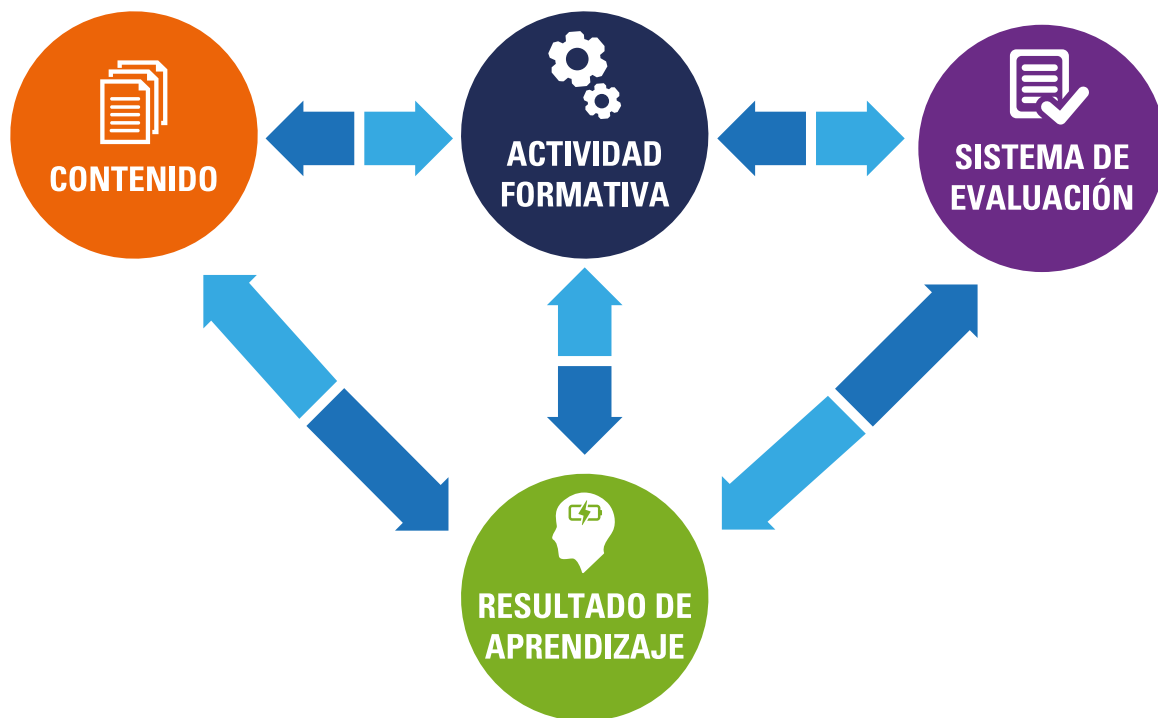 CONTENIDO
ACTIVIDAD
FORMATIVA
SISTEMA DE
EVALUACIÓN
RESULTADO DE
APRENDIZAJE